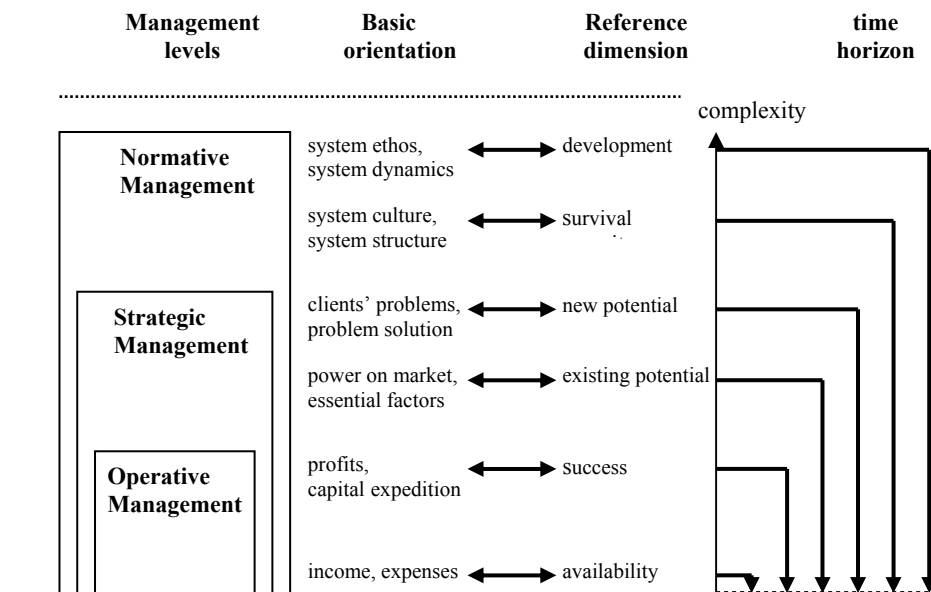 Management levels
Basic orientation
Reference dimension
time horizon
complexity
Normative Management
system ethos,
system dynamics
development
system culture,
system structure
survival
Strategic Management
clients' problems,
problem solution
new potential
power on market,
essential factors
existing potential
Operative Management
profits,
capital expedition
success
income, expenses
availability